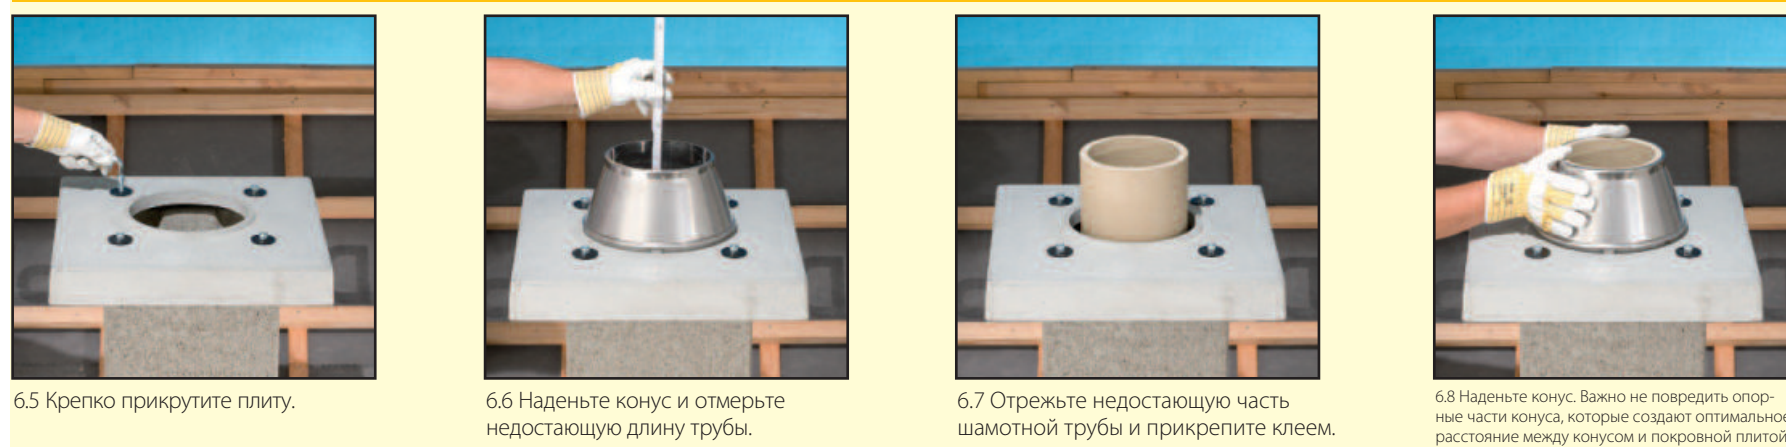 6.5 Крепко прикрутите плиту.
6.6 Наденьте конус и отмерьте
недостающую длину трубы.
6.7 Отрежьте недостающую часть
шамотной трубы и прикрепите клеем.
6.8 Наденьте конус. Важно не повредить опор-
ные части конуса, которые создают оптимальное
расстояние между конусом и покровной плитой